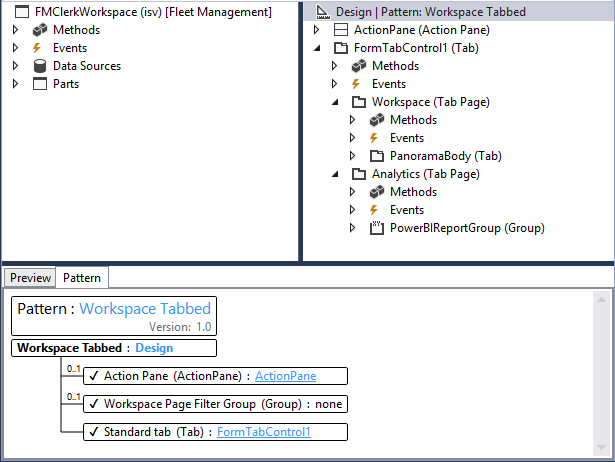 FMClerkWorkspace (isv) [Fleet Management]
Methods
Events
Data Sources
Parts
Design | Pattern: Workspace Tabbed
ActionPane (Action Pane)
FormTabControl1 (Tab)
Methods
Events
Workspace (Tab Page)
Methods
Events
PanoramaBody (Tab)
Analytics (Tab Page)
Methods
Events
PowerBIReportGroup (Group)
Preview Pattern
Pattern : Workspace Tabbed
Version: 1.0
Workspace Tabbed : Design
0..1 ✓ Action Pane (ActionPane) : ActionPane
0..1 ✓ Workspace Page Filter Group (Group) : none
✓ Standard tab (Tab) : FormTabControl1